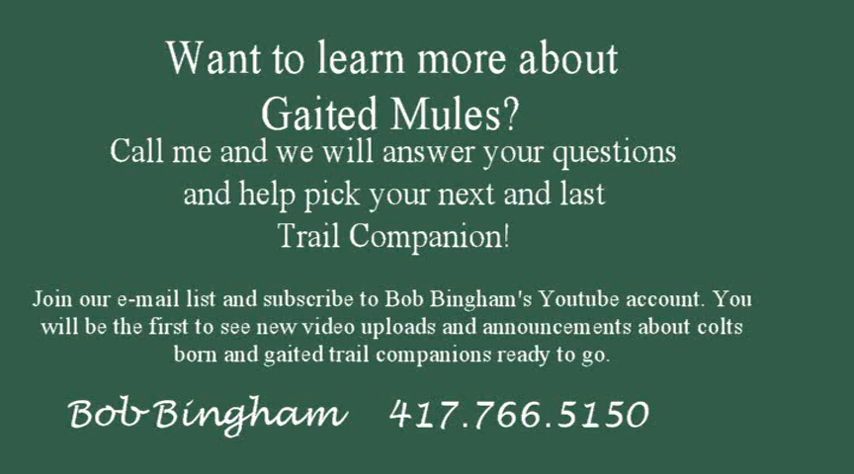 Want to learn more about
Gaited Mules?
Call me and we will answer your questions
and help pick your next and last
Trail Companion!
Join our e-mail list and subscribe to Bob Bingham's Youtube account. You
will be the first to see new video uploads and announcements about colts
born and gaited trail companions ready to go.
Bob Bingham 417.766.5150